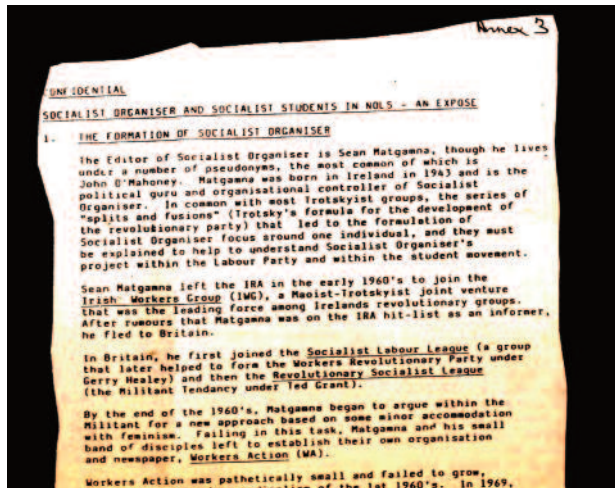 Annex 3
CONFIDENTIAL
SOCIALIST ORGANISER AND SOCIALIST STUDENTS IN NOLS - AN EXPOSE
1. THE FORMATION OF SOCIALIST ORGANISER
The Editor of Socialist Organiser is Sean Matgamna, though he lives
under a number of pseudonyms, the most common of which is
John O'Mahoney. Matgamna was born in Ireland in 1943 and is the
political guru and organisational controller of Socialist
Organiser. In common with most Trotskyist groups, the series of
"splits and fusions" (Trotsky's formula for the development of
the revolutionary party) that led to the formulation of
Socialist Organiser focus around one individual, and they must
be explained to help to understand Socialist Organiser's
project within the Labour Party and within the student movement.
Sean Matgamna left the IRA in the early 1960's to join the
Irish Workers Group (IWG), a Maoist-Trotskyist joint venture
that was the leading force among Irelands revolutionary groups.
After rumours that Matgamna was on the IRA hit-list as an informer,
he fled to Britain.
In Britain, he first joined the Socialist Labour League (a group
that later helped to form the Workers Revolutionary Party under
Gerry Healey) and then the Revolutionary Socialist League
(the Militant Tendancy under Ted Grant).
By the end of the 1960's, Matgamna began to argue within the
Militant for a new approach based on some minor accommodation
with feminism. Failing in this task, Matgamna and his small
band of disciples left to establish their own organisation
and newspaper, Workers Action (WA).
Workers Action was pathetically small and failed to grow,
of the lat 1960's. In 1969,